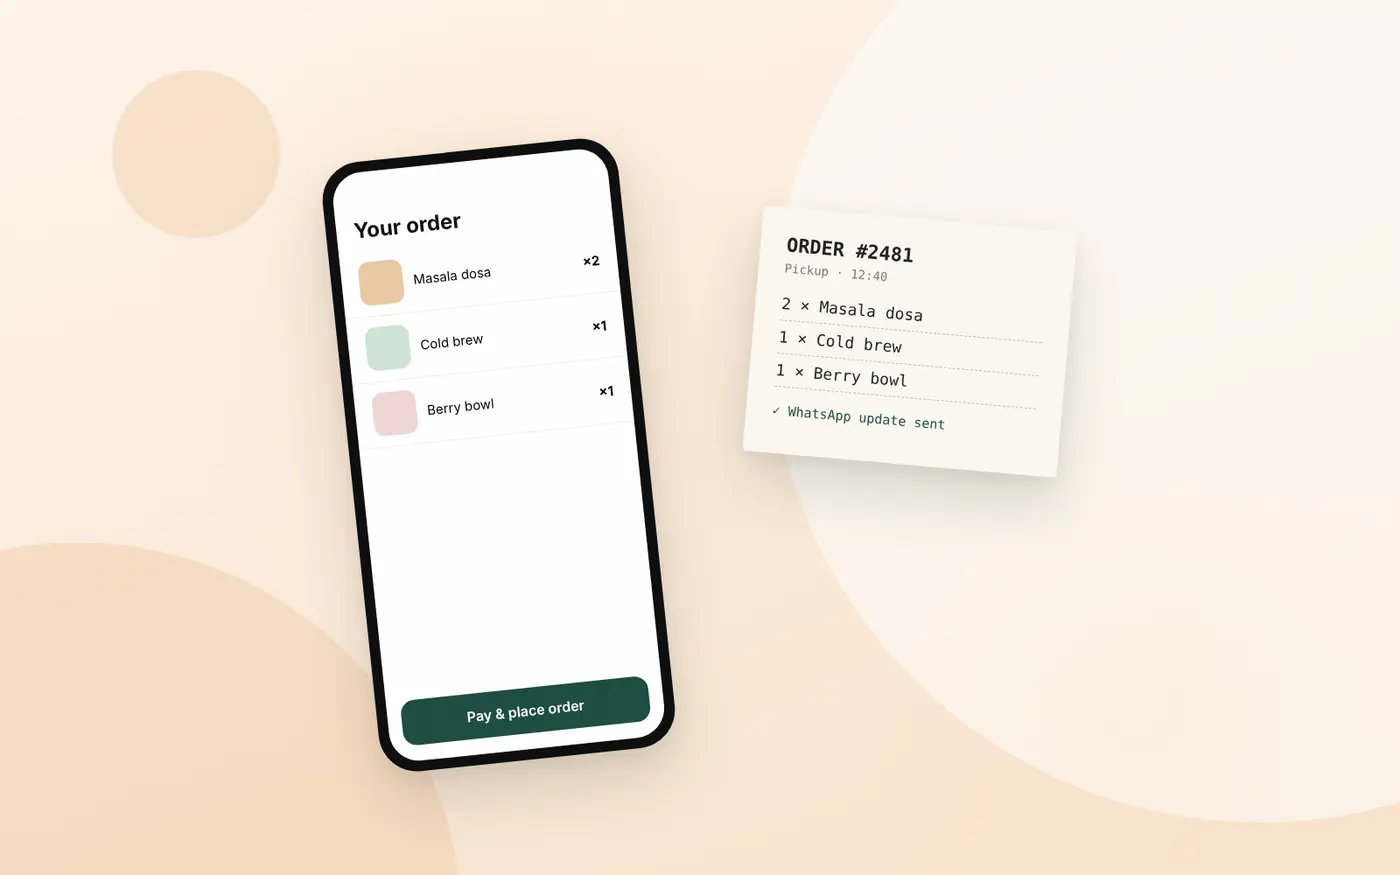 Your order
Masala dosa ×2
Cold brew ×1
Berry bowl ×1
Pay & place order
ORDER #2481
Pickup · 12:40
2 × Masala dosa
1 × Cold brew
1 × Berry bowl
✓ WhatsApp update sent